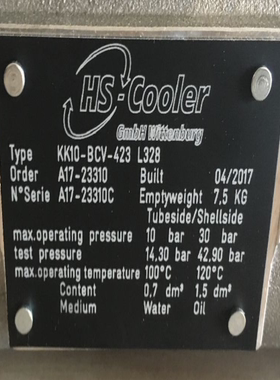 HS-Cooler
GmbH Wittenburg
Type KK10-BCV-423 L328
Order A17-23310 Built 04/2017
N°Serie A17-23310C Emptyweight 7,5 KG
Tubeside/Shellside
max.operating pressure 10 bar 30 bar
test pressure 14,30 bar 42,90 bar
max.operating temperature 100°C 120°C
Content 0,7 dm³ 1,5 dm³
Medium Water Oil